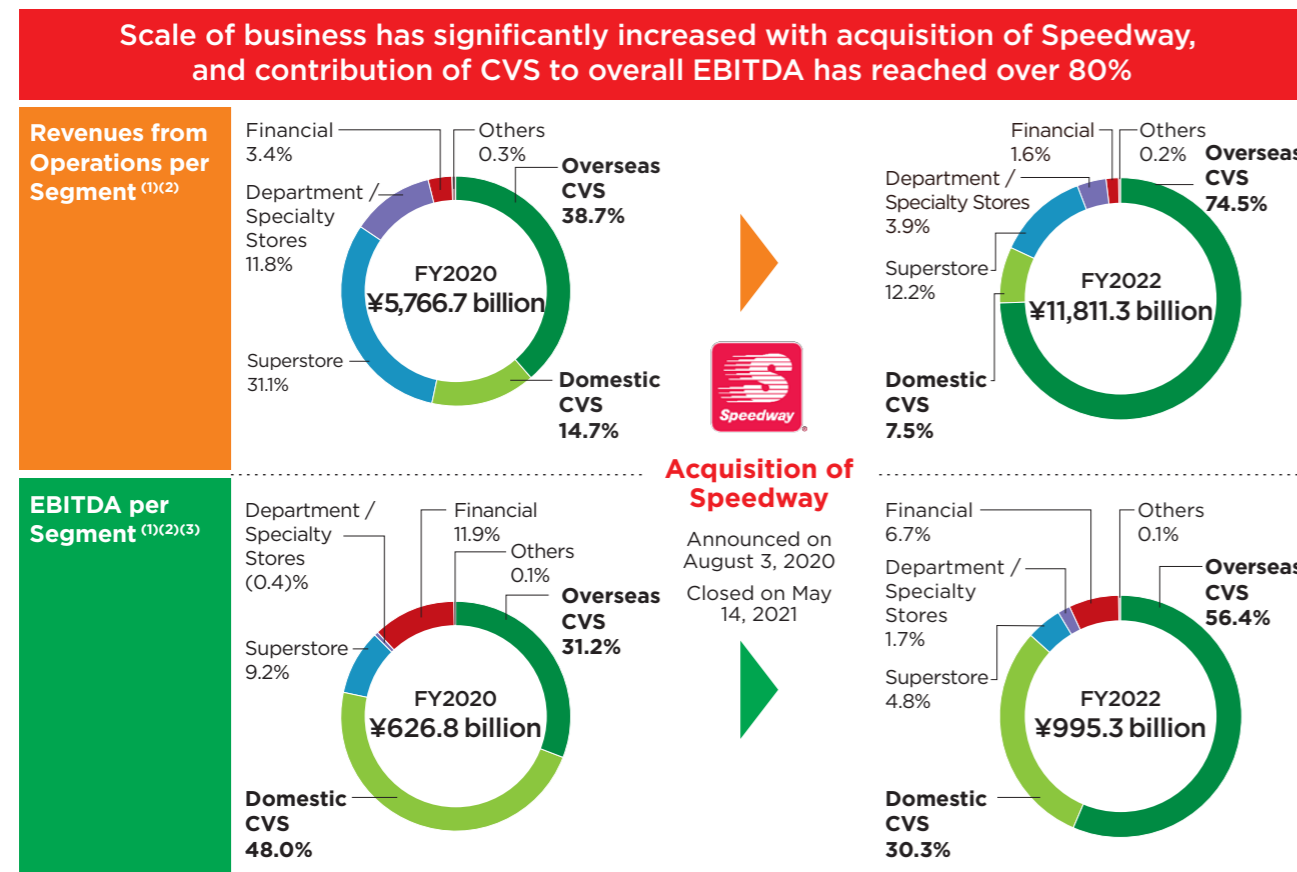 Scale of business has significantly increased with acquisition of Speedway,
and contribution of CVS to overall EBITDA has reached over 80%
Revenues from
Operations per
Segment (1)(2)
Financial
3.4%
Others
0.3%
Overseas
CVS
38.7%
Department /
Specialty
Stores
11.8%
FY2020
¥5,766.7 billion
Superstore
31.1%
Domestic
CVS
14.7%
Speedway
Acquisition of
Speedway
Announced on
August 3, 2020
Closed on May
14, 2021
Financial
1.6%
Others
0.2%
Overseas
CVS
74.5%
Department /
Specialty Stores
3.9%
Superstore
12.2%
FY2022
¥11,811.3 billion
Domestic
CVS
7.5%
EBITDA per
Segment (1)(2)(3)
Department /
Specialty
Stores
(0.4)%
Financial
11.9%
Others
0.1%
Overseas
CVS
31.2%
Superstore
9.2%
FY2020
¥626.8 billion
Domestic
CVS
48.0%
Financial
6.7%
Others
0.1%
Overseas
CVS
56.4%
Department /
Specialty
Stores
1.7%
Superstore
4.8%
FY2022
¥995.3 billion
Domestic
CVS
30.3%